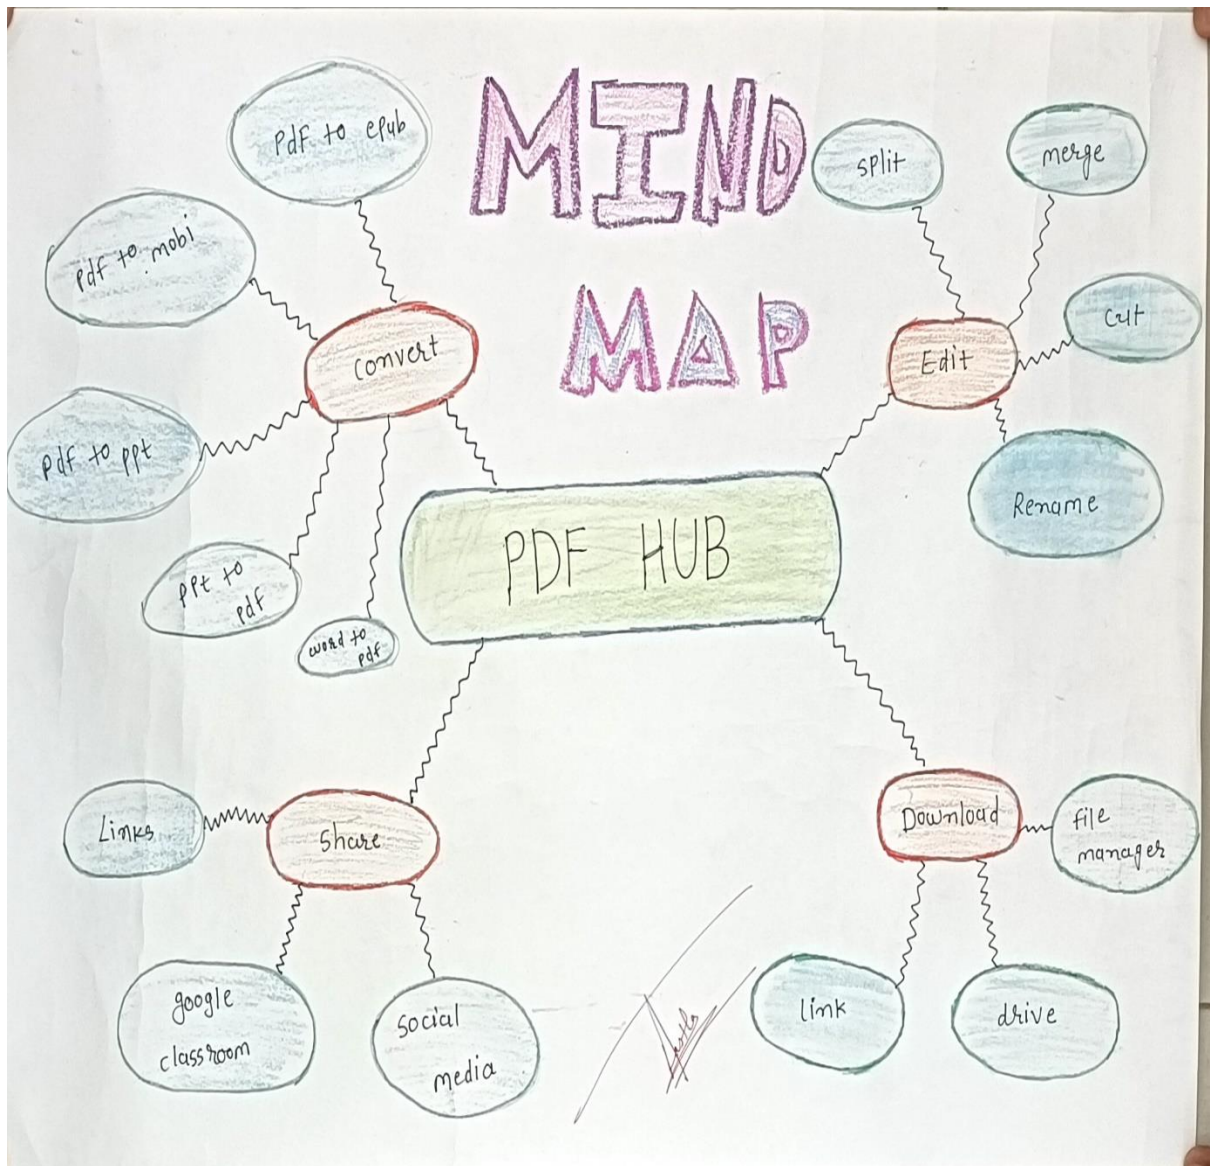 MIND
MAP
Pdf to epub
Pdf to mobi
Pdf to ppt
PPt to
pdf
word to
pdf
convert
split
merge
cut
Rename
Edit
PDF HUB
Links
Share
google
classroom
social
media
Download
file
manager
link
drive